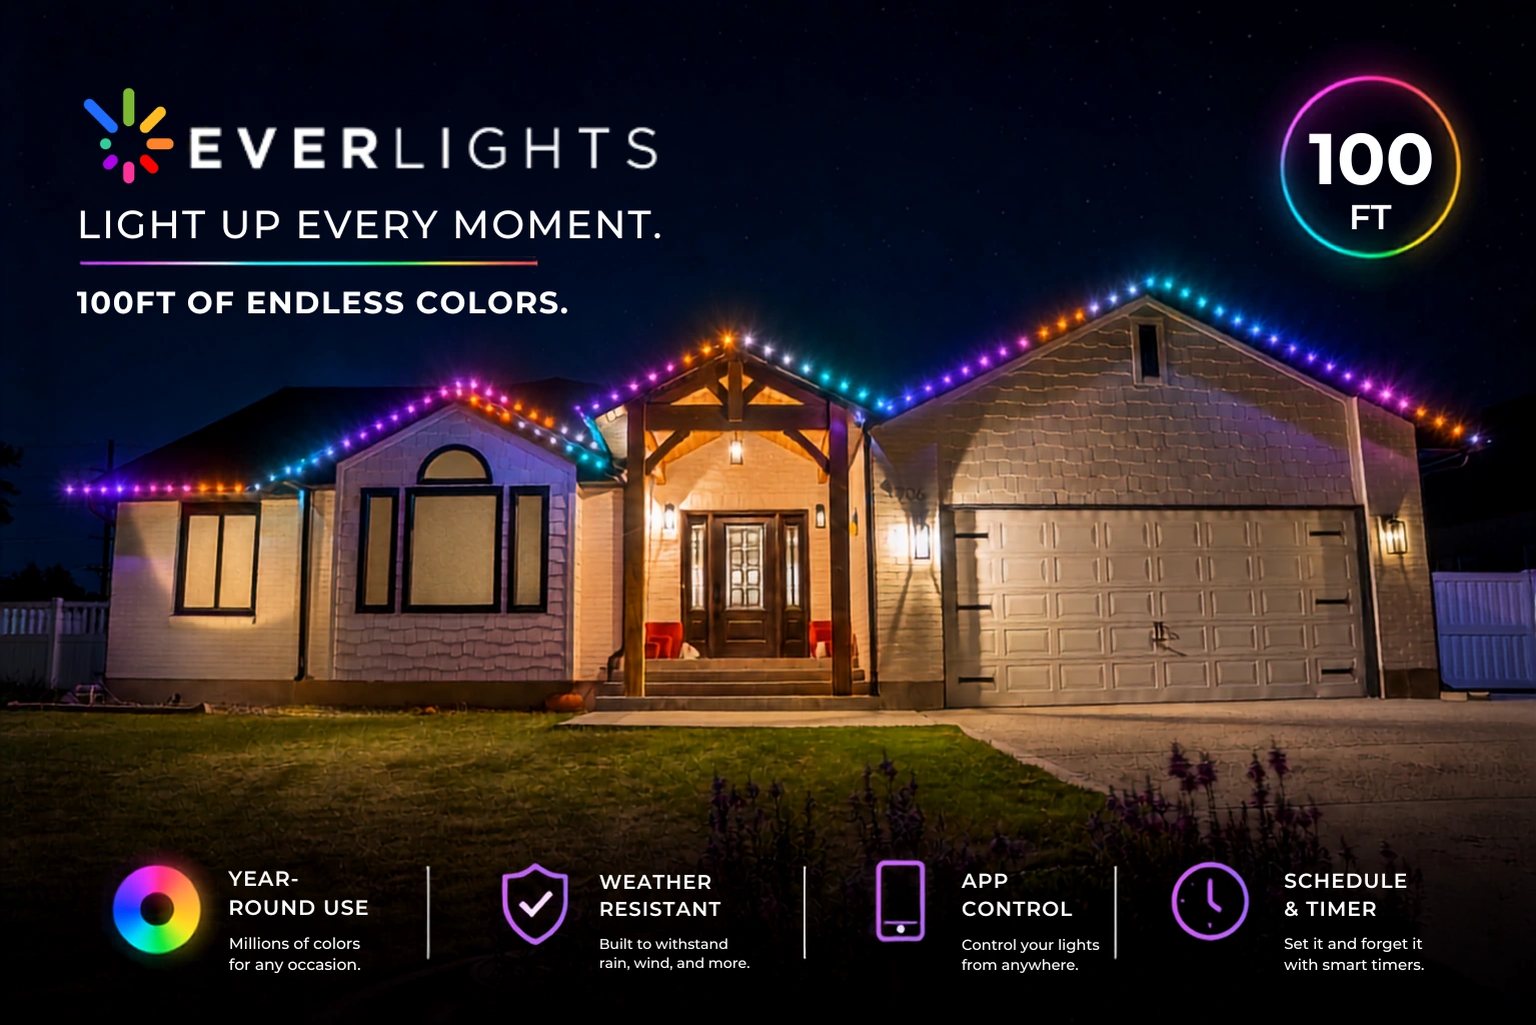 EVERLIGHTS
LIGHT UP EVERY MOMENT.
100FT OF ENDLESS COLORS.
100
FT
706
YEAR-
ROUND USE
Millions of colors
for any occasion.
WEATHER
RESISTANT
Built to withstand
rain, wind, and more.
APP
CONTROL
Control your lights
from anywhere.
SCHEDULE
& TIMER
Set it and forget it
with smart timers.